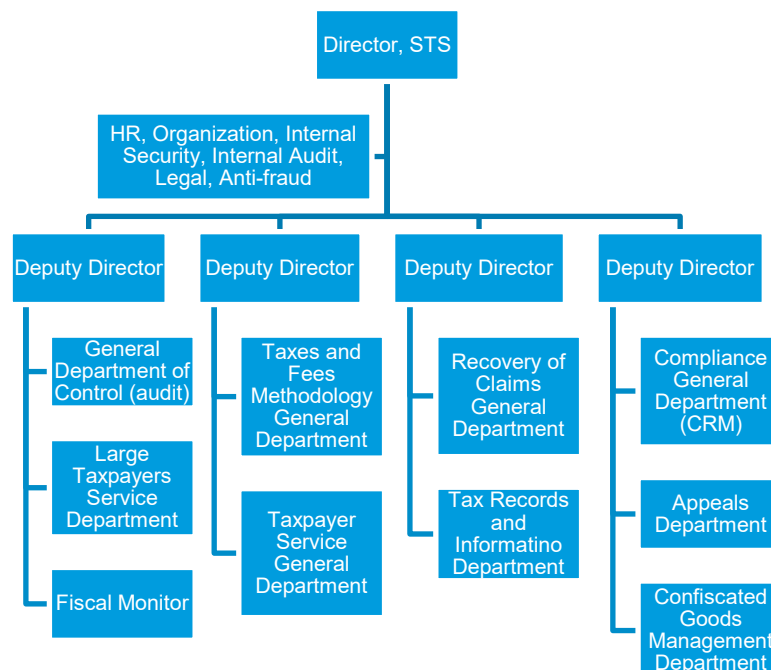 Director, STS
HR, Organization, Internal
Security, Internal Audit,
Legal, Anti-fraud
Deputy Director
General
Department of
Control (audit)
Large
Taxpayers
Service
Department
Fiscal Monitor
Deputy Director
Taxes and
Fees
Methodology
General
Department
Taxpayer
Service
General
Department
Deputy Director
Recovery of
Claims
General
Department
Tax Records
and
Informatino
Department
Deputy Director
Compliance
General
Department
(CRM)
Appeals
Department
Confiscated
Goods
Management
Department